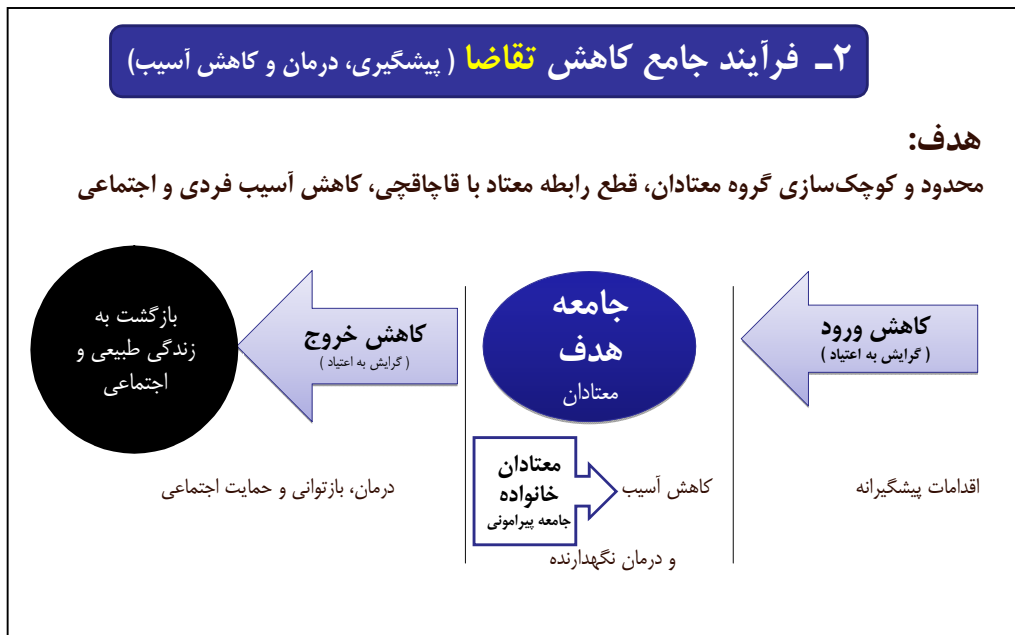 ۲ـ فرآیند جامع کاهش تقاضا ( پیشگیری، درمان و کاهش آسیب)
هدف:
محدود و کوچک‌سازی گروه معتادان، قطع رابطه معتاد با قاچاقچی، کاهش آسیب فردی و اجتماعی
کاهش ورود
( گرایش به اعتیاد )
جامعه
هدف
معتادان
کاهش خروج
( گرایش به اعتیاد )
بازگشت به
زندگی طبیعی و
اجتماعی
اقدامات پیشگیرانه
کاهش آسیب
معتادان
خانواده
جامعه پیرامونی
و درمان نگهدارنده
درمان، بازتوانی و حمایت اجتماعی